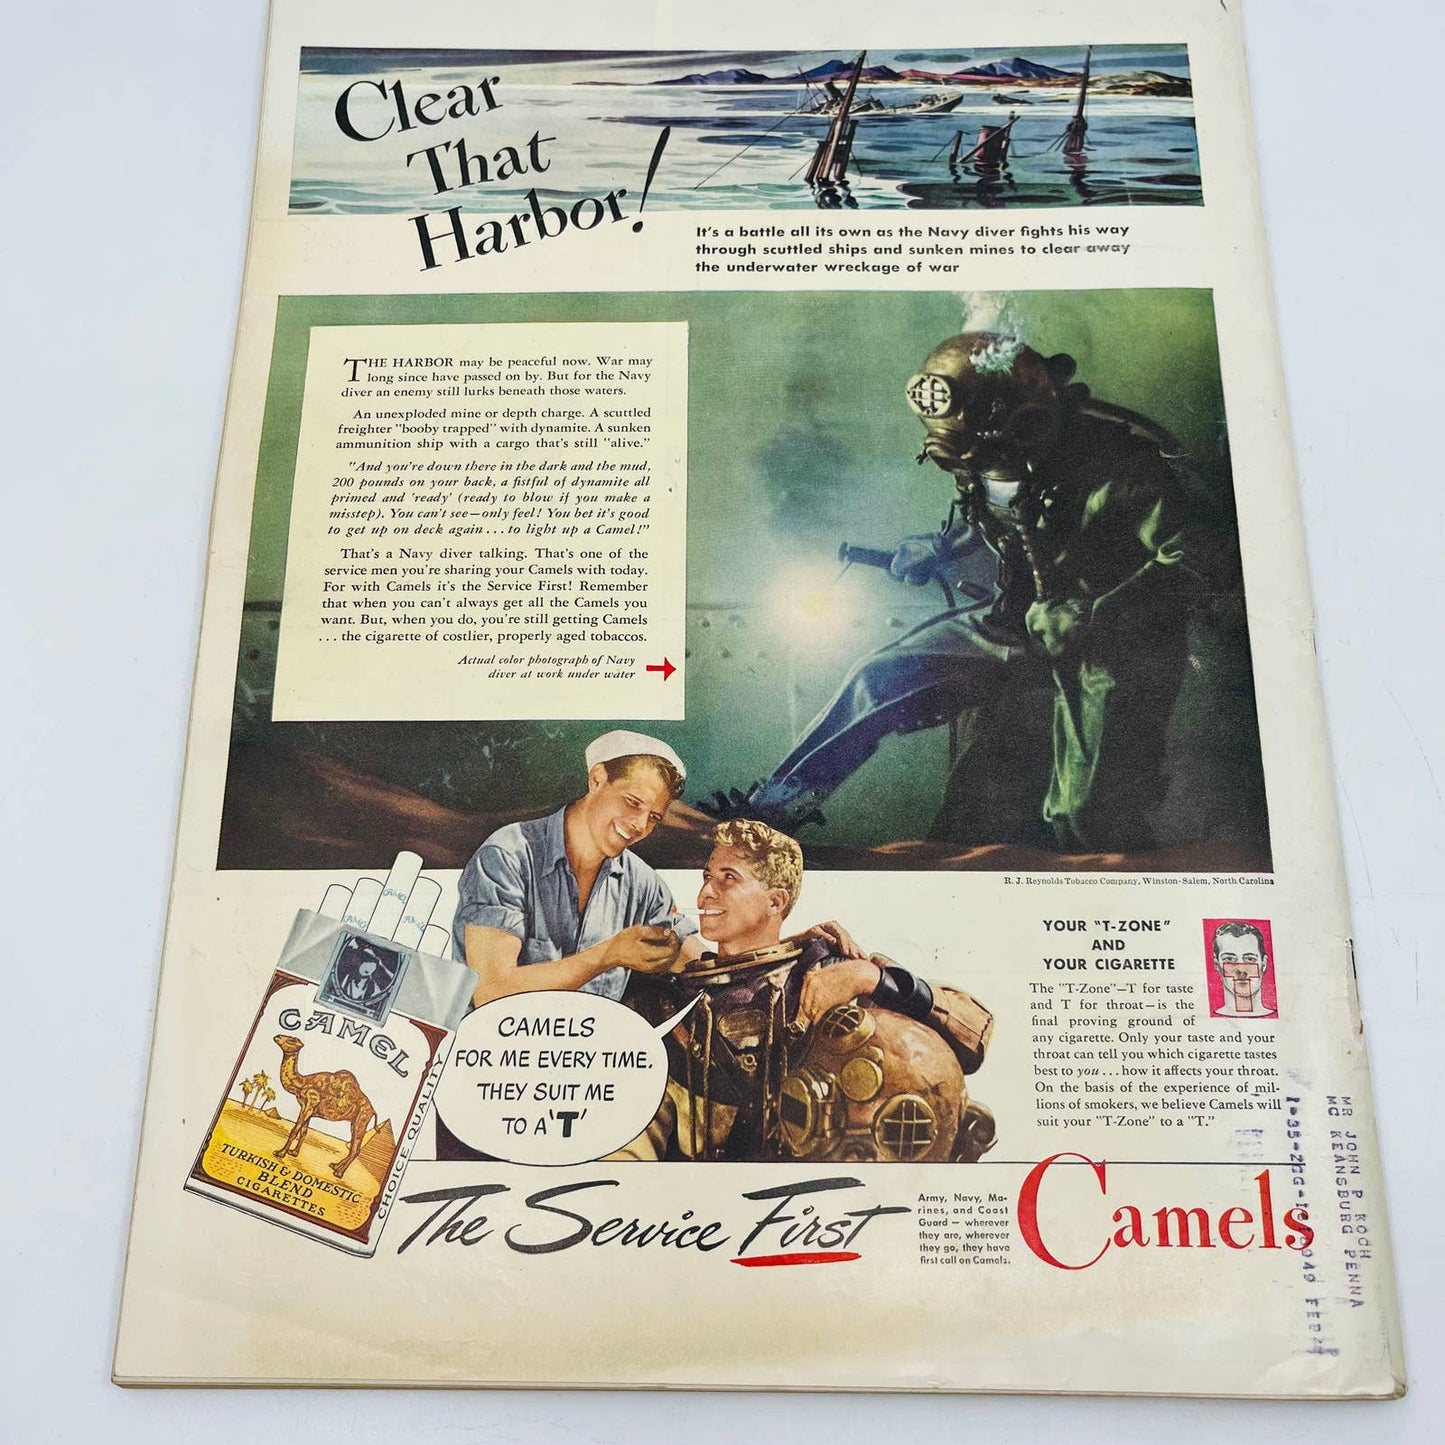 Clear
That
Harbor!
It's a battle all its own as the Navy diver fights his way
through scuttled ships and sunken mines to clear away
the underwater wreckage of war
THE HARBOR may be peaceful now. War may
long since have passed on by. But for the Navy
diver an enemy still lurks beneath those waters.
An unexploded mine or depth charge. A scuttled
freighter "booby trapped" with dynamite. A sunken
ammunition ship with a cargo that's still "alive."
"And you're down there in the dark and the mud,
200 pounds on your back, a fistful of dynamite all
primed and 'ready' (ready to blow if you make a
misstep). You can't see—only feel! You bet it's good
to get up on deck again...to light up a Camel!"
That's a Navy diver talking. That's one of the
service men you're sharing your Camels with today.
For with Camels it's the Service First! Remember
that when you can't always get all the Camels you
want. But, when you do, you're still getting Camels
...the cigarette of costlier, properly aged tobaccos.
Actual color photograph of Navy
diver at work under water
R. J. Reynolds Tobacco Company, Winston-Salem, North Carolina
CAMEL
TURKISH & DOMESTIC
BLEND
CIGARETTES
CHOICE QUALITY
CAMELS
FOR ME EVERY TIME.
THEY SUIT ME
TO A 'T'
YOUR "T-ZONE"
AND
YOUR CIGARETTE
The "T-Zone"—T for taste
and T for throat—is the
final proving ground of
any cigarette. Only your taste and your
throat can tell you which cigarette tastes
best to you...how it affects your throat.
On the basis of the experience of mil-
lions of smokers, we believe Camels will
suit your "T-Zone" to a "T."
The Service First
Army, Navy, Ma-
rines, and Coast
Guard — wherever
they are, wherever
they go, they have
first call on Camels.
Camels
MR JOHN P KOCH
MC KEANSBURG PENNA